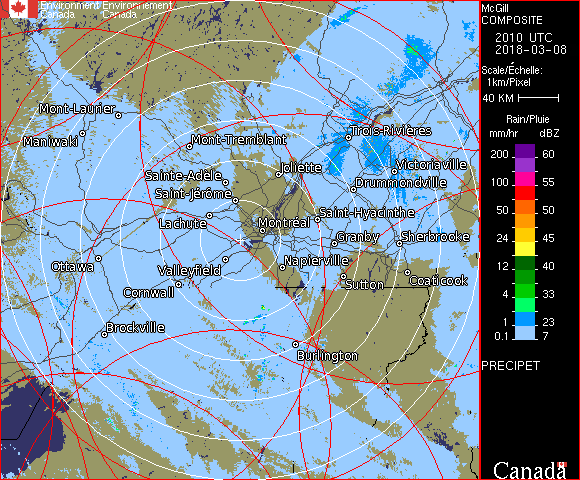 Environment Environnement
Canada Canada
McGill
COMPOSITE
2010 UTC
2018-03-08
Scale/Échelle:
1km/Pixel
40 KM
Rain/Pluie
mm/hr dBZ
200 60
150 57
100 55
50 50
24 45
12 40
4 33
1 23
0.1 7
PRECIPET
Canada
Mont-Laurier
Maniwaki
Mont-Tremblant
Trois-Rivières
Joliette
Victoriaville
Sainte-Adèle
Drummondville
Saint-Jérôme
Saint-Hyacinthe
Lachute
Montréal
Granby
Sherbrooke
Ottawa
Napierville
Valleyfield
Sutton
Coaticook
Cornwall
Brockville
Burlington